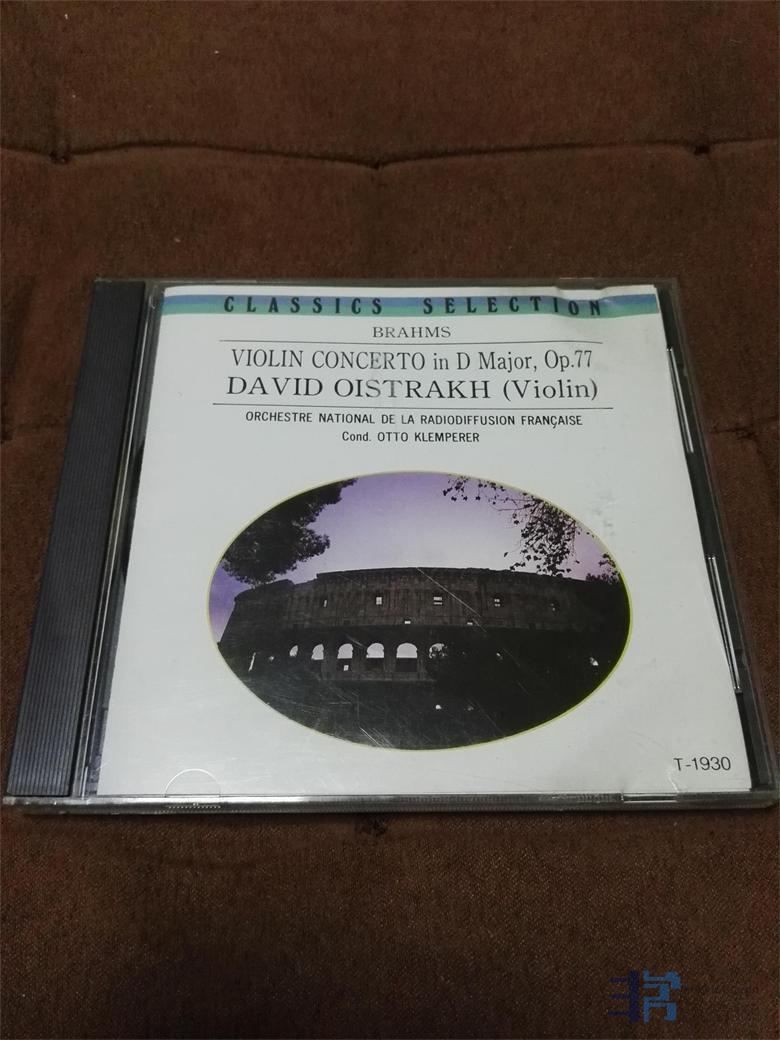 CLASSICS SELECTION
BRAHMS
VIOLIN CONCERTO in D Major, Op.77
DAVID OISTRAKH (Violin)
ORCHESTRE NATIONAL DE LA RADIODIFFUSION FRANÇAISE
Cond. OTTO KLEMPERER
T-1930